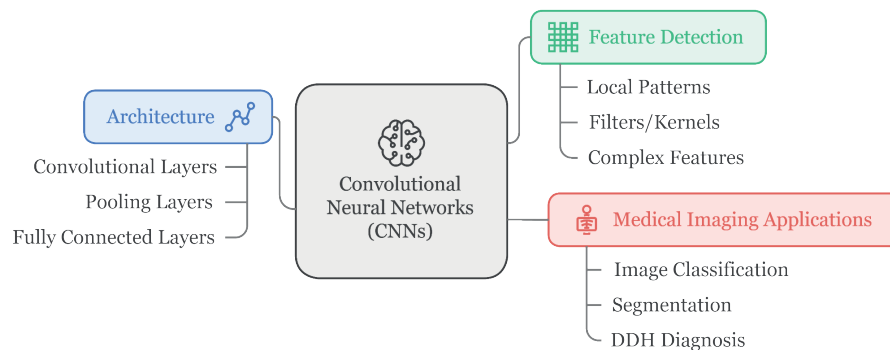 Architecture
Convolutional Layers
Pooling Layers
Fully Connected Layers
Convolutional
Neural Networks
(CNNs)
Feature Detection
Local Patterns
Filters/Kernels
Complex Features
Medical Imaging Applications
Image Classification
Segmentation
DDH Diagnosis